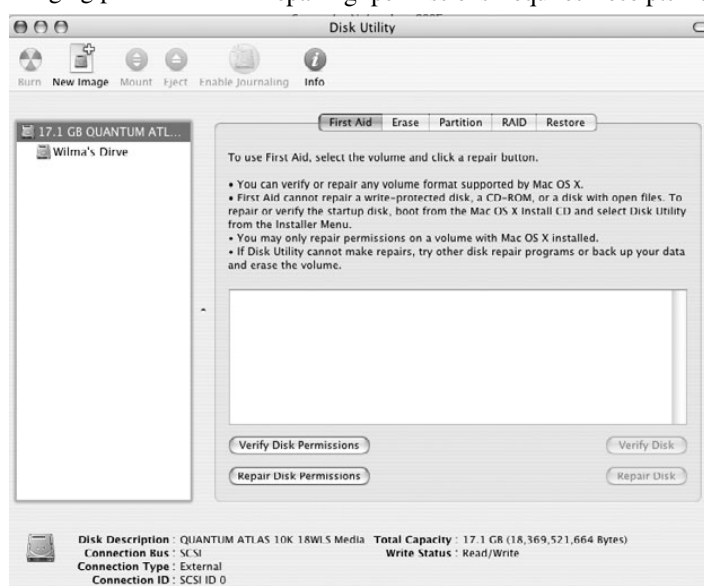 Disk Utility
Burn New Image Mount Eject Enable Journaling Info
First Aid Erase Partition RAID Restore
17.1 GB QUANTUM ATL...
Wilma's Dirve
To use First Aid, select the volume and click a repair button.
• You can verify or repair any volume format supported by Mac OS X.
• First Aid cannot repair a write-protected disk, a CD-ROM, or a disk with open files. To
repair or verify the startup disk, boot from the Mac OS X Install CD and select Disk Utility
from the Installer Menu.
• You may only repair permissions on a volume with Mac OS X installed.
• If Disk Utility cannot make repairs, try other disk repair programs or back up your data
and erase the volume.
Verify Disk Permissions Verify Disk
Repair Disk Permissions Repair Disk
Disk Description : QUANTUM ATLAS 10K 18WLS Media Total Capacity : 17.1 GB (18,369,521,664 Bytes)
Connection Bus : SCSI Write Status : Read/Write
Connection Type : External
Connection ID : SCSI ID 0